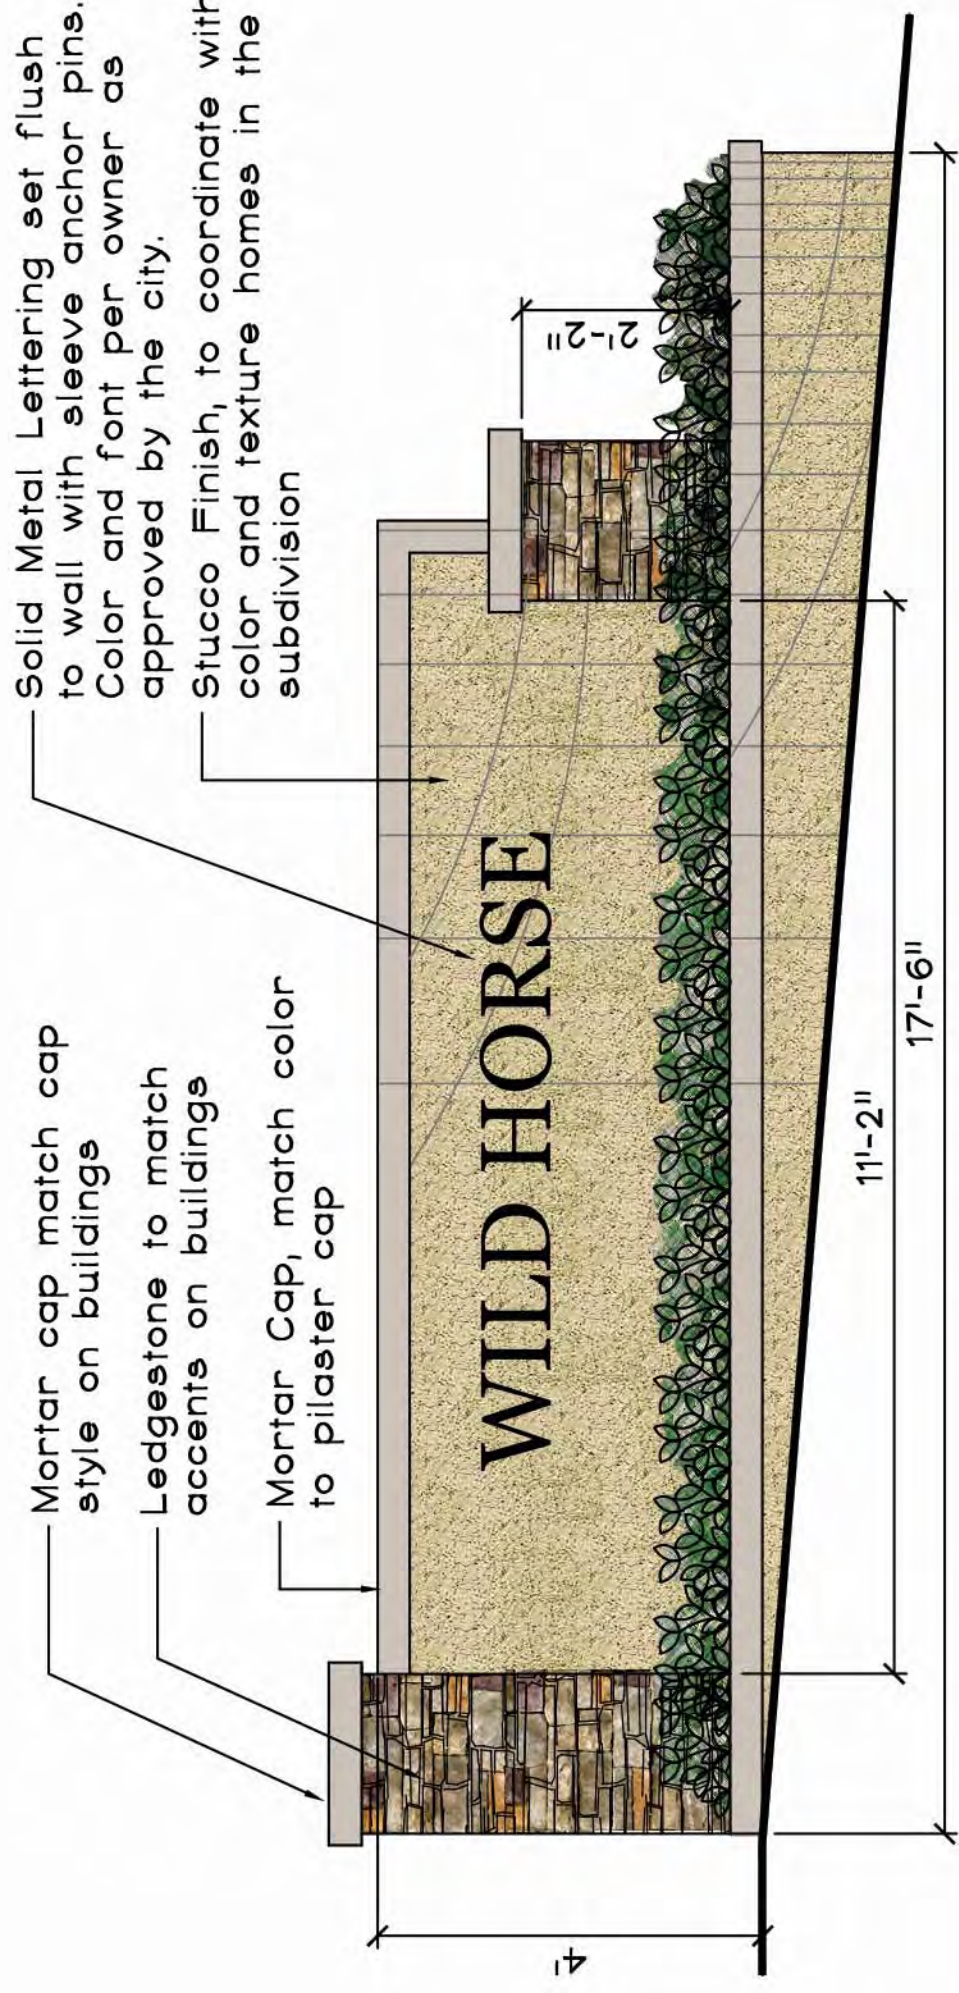 Mortar cap match cap
style on buildings
Ledgestone to match
accents on buildings
Mortar Cap, match color
to pilaster cap
Solid Metal Lettering set flush
to wall with sleeve anchor pins.
Color and font per owner as
approved by the city.
Stucco Finish, to coordinate with
color and texture homes in the
subdivision
WILD HORSE
4'
2'-2"
11'-2"
17'-6"